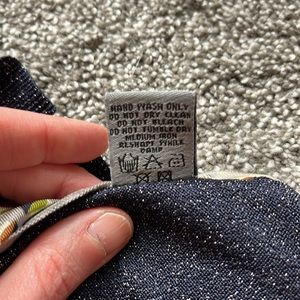 HAND WASH ONLY
DO NOT DRY CLEAN
DO NOT BLEACH
DO NOT TUMBLE DRY
MEDIUM IRON
RESHAPE WHILE
DAMP